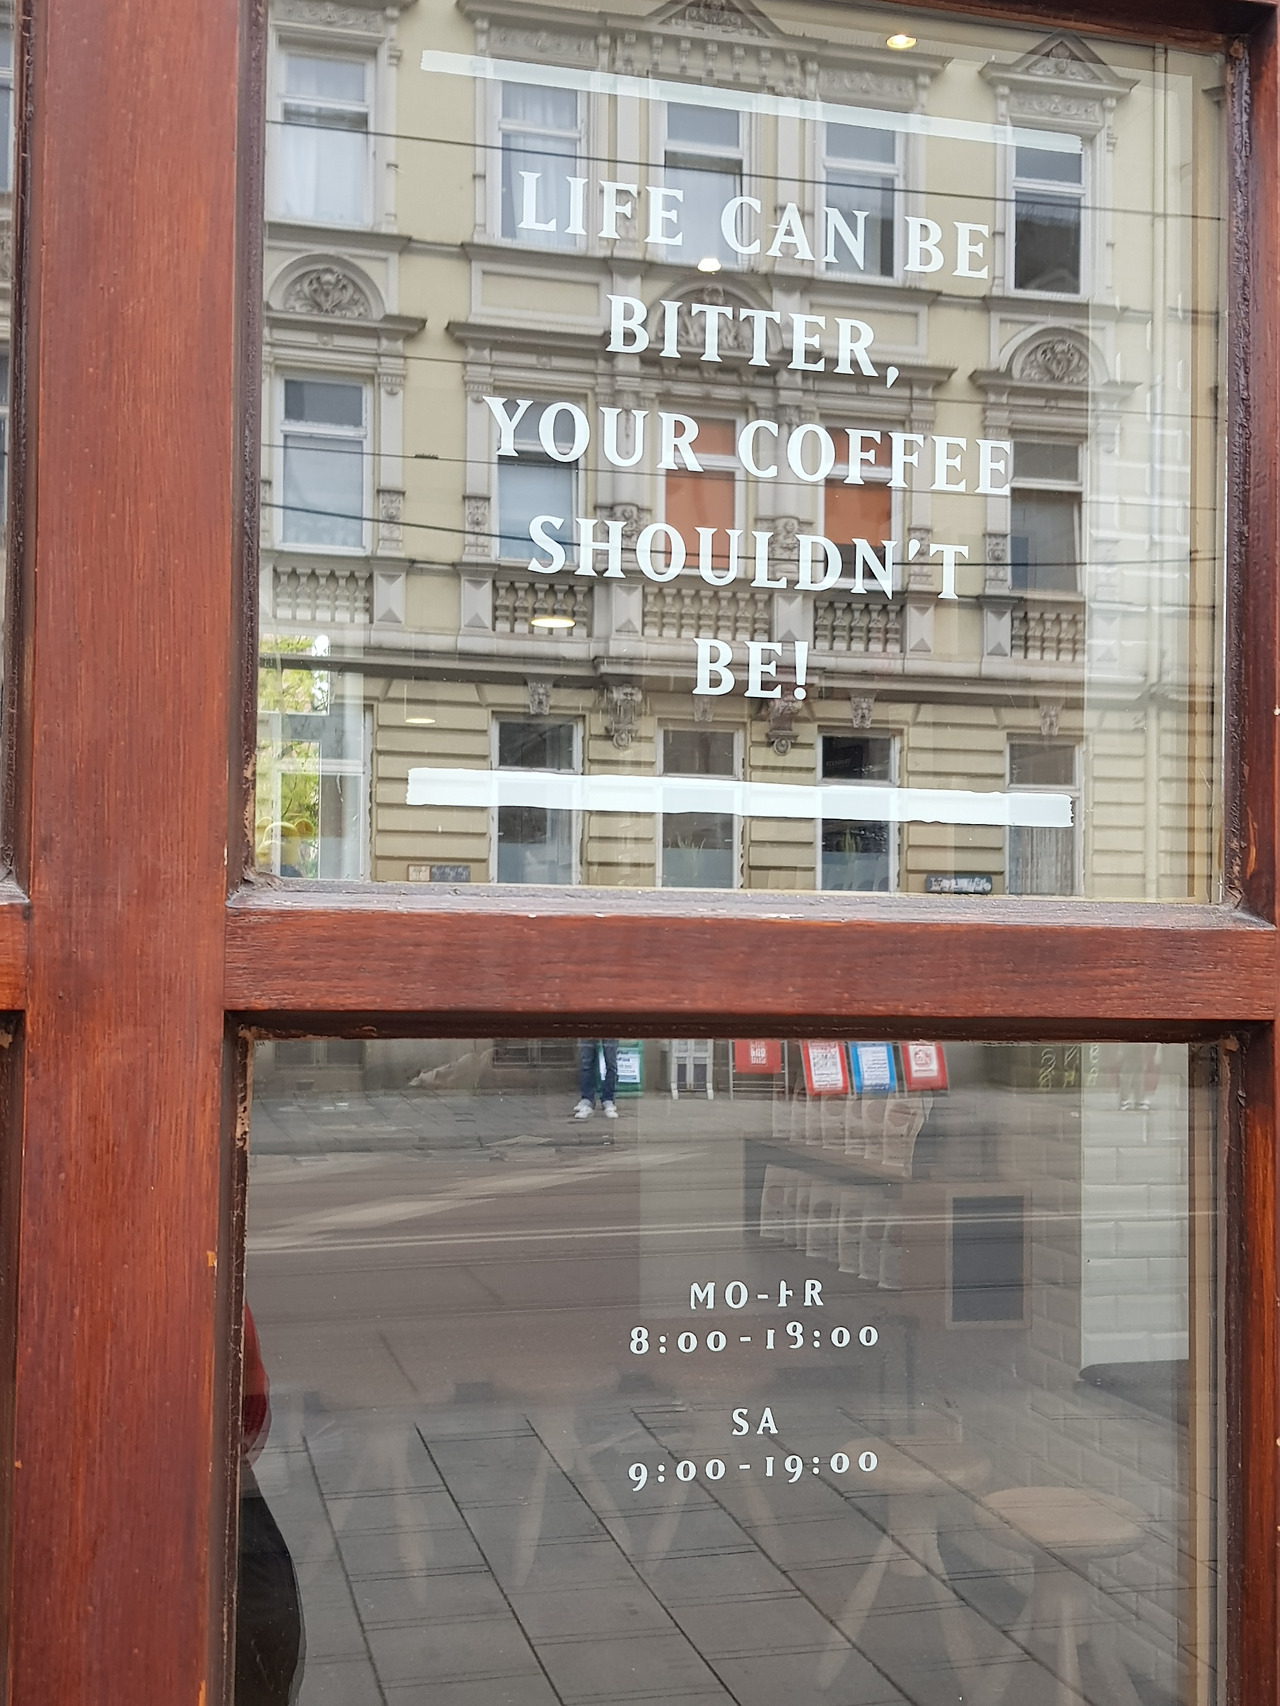 LIFE CAN BE
BITTER,
YOUR COFFEE
SHOULDN'T
BE!
MO-FR
8:00-18:00
SA
9:00-19:00